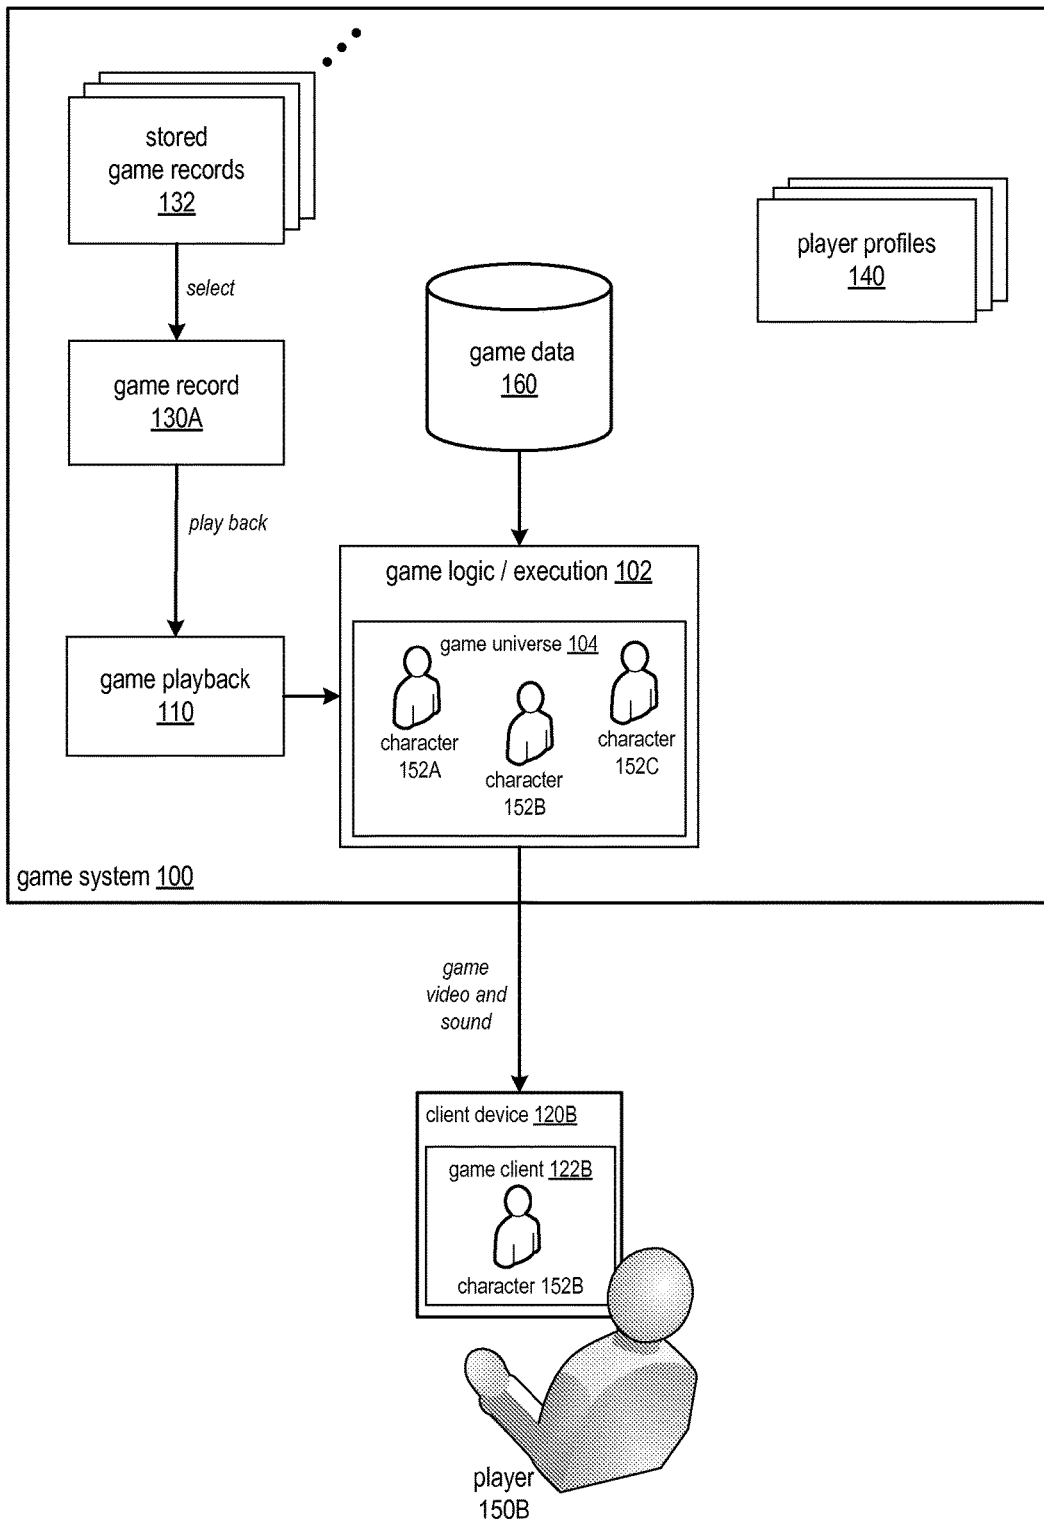 stored
game records
132
select
player profiles
140
game data
160
game record
130A
play back
game logic / execution 102
game universe 104
game playback
110
character
152A
character
152B
character
152C
game system 100
game
video and
sound
client device 120B
game client 122B
character 152B
player
150B